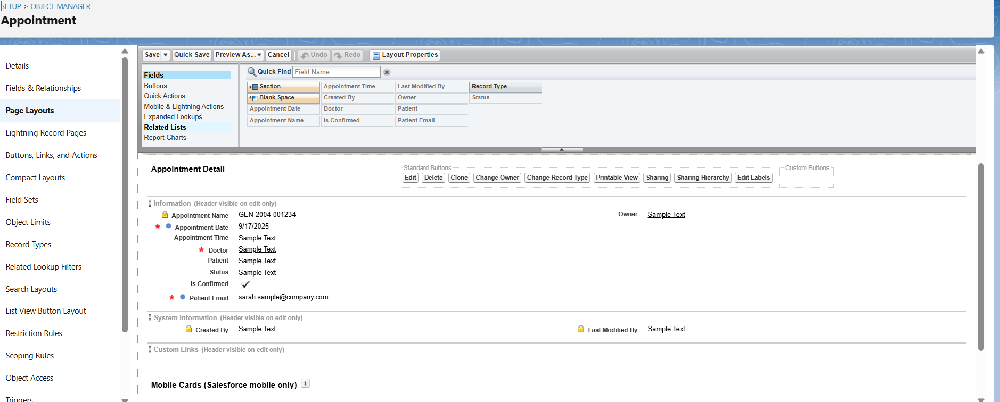 SETUP > OBJECT MANAGER
Appointment
Details
Fields & Relationships
Page Layouts
Lightning Record Pages
Buttons, Links, and Actions
Compact Layouts
Field Sets
Object Limits
Record Types
Related Lookup Filters
Search Layouts
List View Button Layout
Restriction Rules
Scoping Rules
Object Access
Triggers
Save Quick Save Preview As... Cancel Undo Redo Layout Properties
Fields
Buttons
Quick Actions
Mobile & Lightning Actions
Expanded Lookups
Related Lists
Report Charts
Quick Find Field Name
Section Appointment Time Last Modified By Record Type
Blank Space Created By Owner Status
Appointment Date Doctor Patient
Appointment Name Is Confirmed Patient Email
Appointment Detail
Standard Buttons
Edit Delete Clone Change Owner Change Record Type Printable View Sharing Sharing Hierarchy Edit Labels
Custom Buttons
Information (Header visible on edit only)
Appointment Name GEN-2004-001234 Owner Sample Text
* Appointment Date 9/17/2025
Appointment Time Sample Text
* Doctor Sample Text
Patient Sample Text
Status Sample Text
Is Confirmed
* Patient Email sarah.sample@company.com
System Information (Header visible on edit only)
Created By Sample Text Last Modified By Sample Text
Custom Links (Header visible on edit only)
Mobile Cards (Salesforce mobile only) i